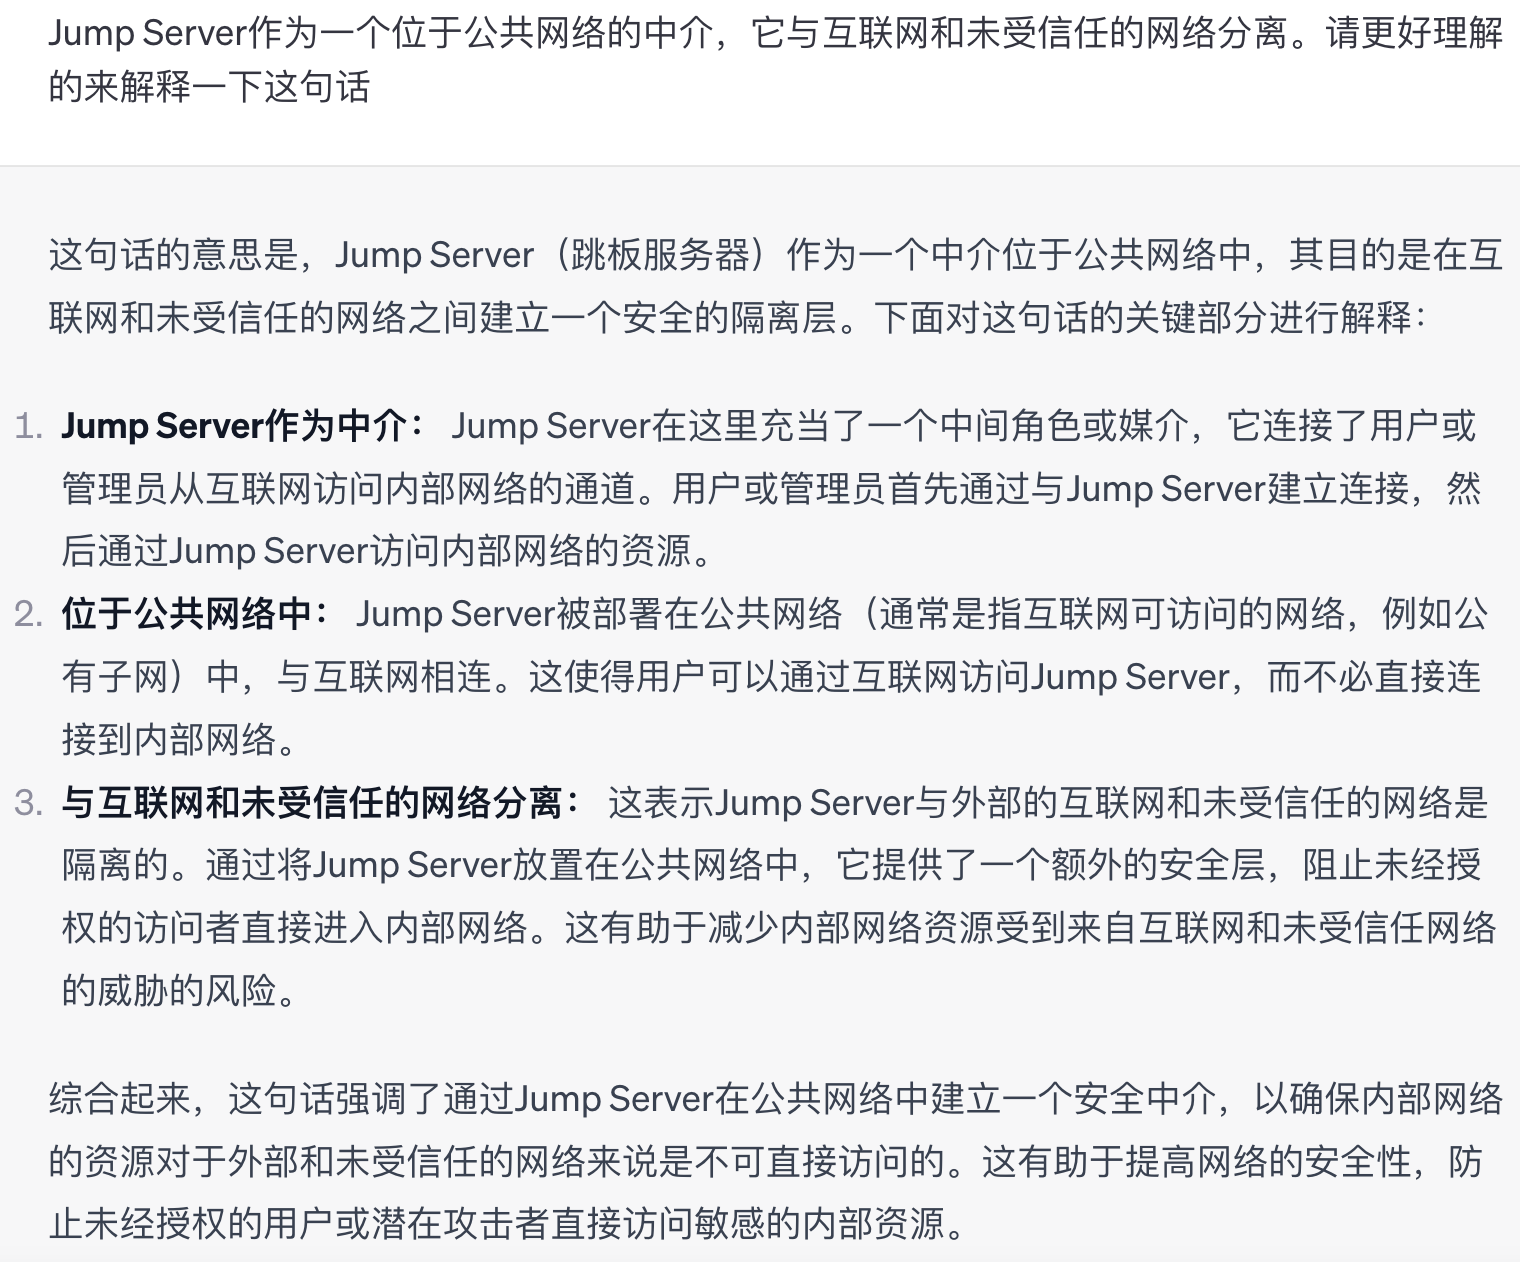 Jump Server作为一个位于公共网络的中介，它与互联网和未受信任的网络分离。请更好理解
的来解释一下这句话
这句话的意思是，Jump Server（跳板服务器）作为一个中介位于公共网络中，其目的是在互
联网和未受信任的网络之间建立一个安全的隔离层。下面对这句话的关键部分进行解释：
1. Jump Server作为中介： Jump Server在这里充当了一个中间角色或媒介，它连接了用户或
管理员从互联网访问内部网络的通道。用户或管理员首先通过与Jump Server建立连接，然
后通过Jump Server访问内部网络的资源。
2. 位于公共网络中： Jump Server被部署在公共网络（通常是指互联网可访问的网络，例如公
有子网）中，与互联网相连。这使得用户可以通过互联网访问Jump Server，而不必直接连
接到内部网络。
3. 与互联网和未受信任的网络分离： 这表示Jump Server与外部的互联网和未受信任的网络是
隔离的。通过将Jump Server放置在公共网络中，它提供了一个额外的安全层，阻止未经授
权的访问者直接进入内部网络。这有助于减少内部网络资源受到来自互联网和未受信任网络
的威胁的风险。
综合起来，这句话强调了通过Jump Server在公共网络中建立一个安全中介，以确保内部网络
的资源对于外部和未受信任的网络来说是不可直接访问的。这有助于提高网络的安全性，防
止未经授权的用户或潜在攻击者直接访问敏感的内部资源。